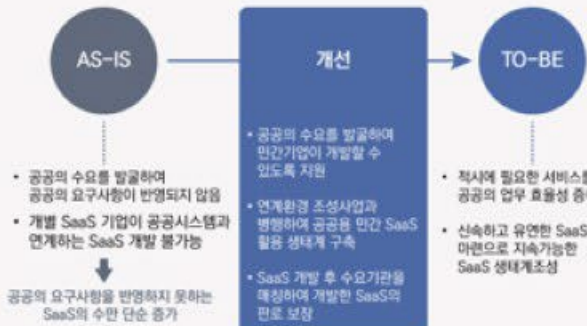 AS-IS
• 공공의 수요를 발굴하여
공공의 요구사항이 반영되지 않음
• 개별 SaaS 기업이 공공시스템과
연계하는 SaaS 개발 불가능
공공의 요구사항을 반영하지 못하는
SaaS의 수만 단순 증가
개선
• 공공의 수요를 발굴하여
민간기업이 개발할 수
있도록 지원
• 연계환경 조성사업과
병행하여 공공용 민간 SaaS
활용 생태계 구축
• SaaS 개발 후 수요기관을
매칭하여 개발한 SaaS의
판로 보장
TO-BE
• 적시에 필요한
공공의 업무 효율성
• 신속하고 유연한 SaaS
마련으로 지속가능한
SaaS 생태계조성